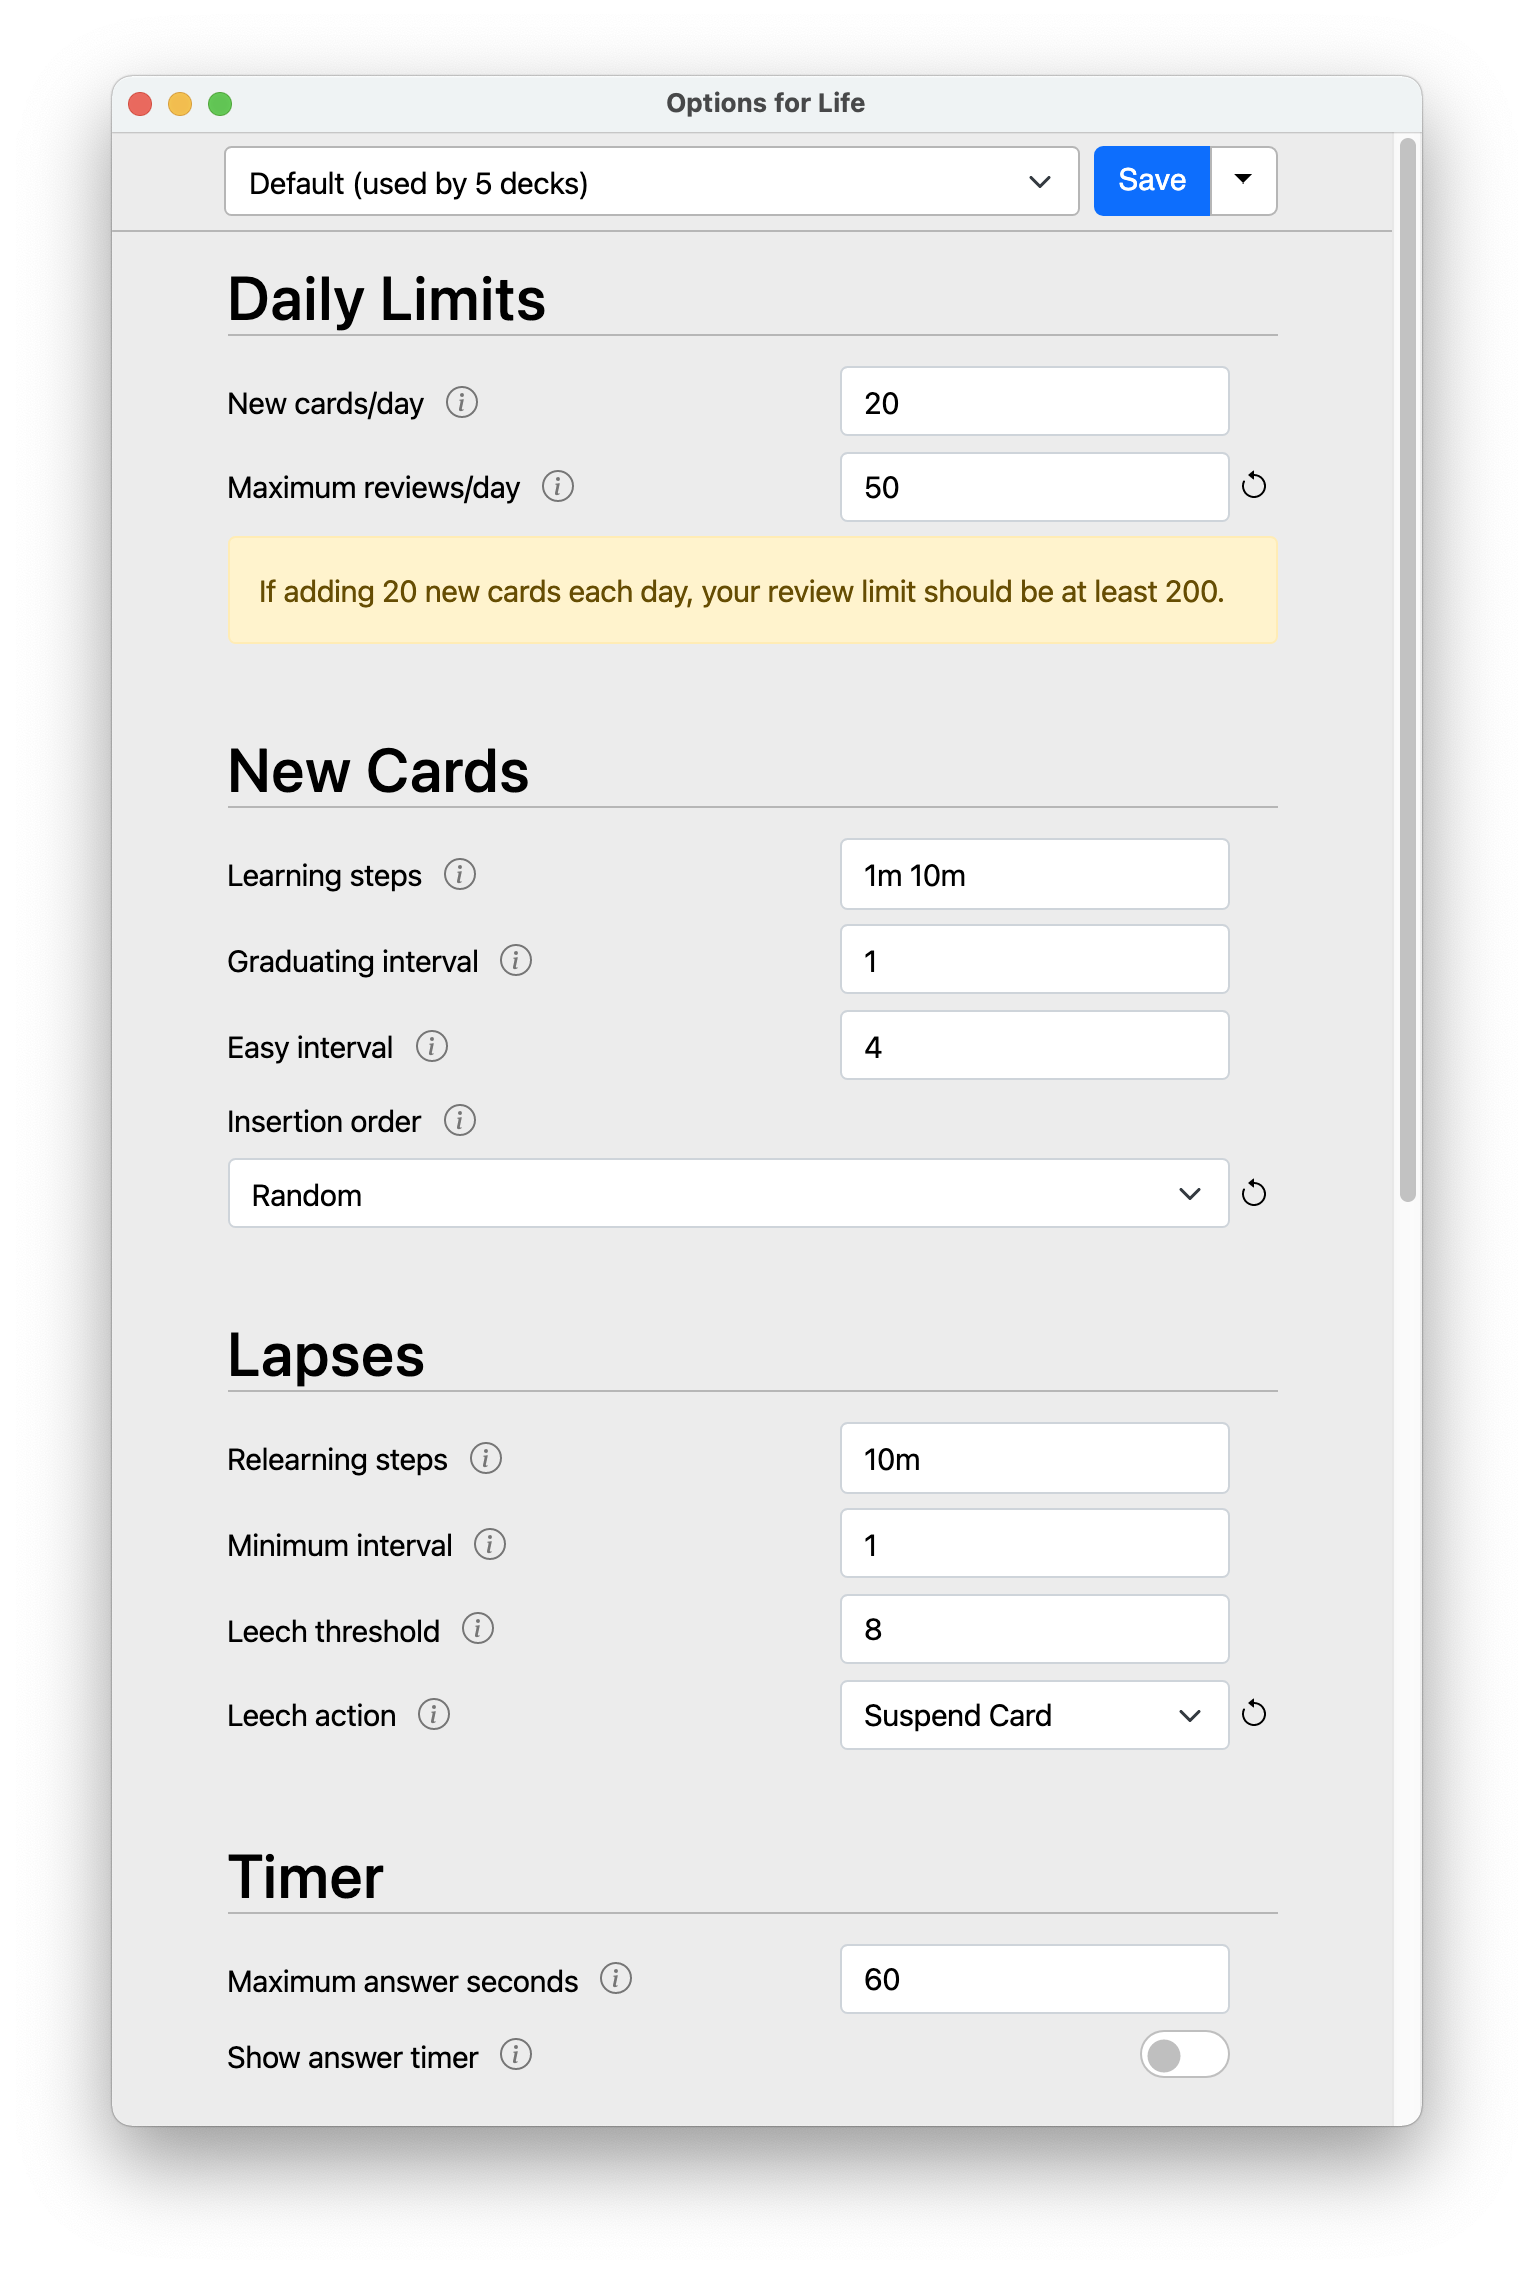 Options for Life
Default (used by 5 decks)
Save
Daily Limits
New cards/day
20
Maximum reviews/day
50
If adding 20 new cards each day, your review limit should be at least 200.
New Cards
Learning steps
1m 10m
Graduating interval
1
Easy interval
4
Insertion order
Random
Lapses
Relearning steps
10m
Minimum interval
1
Leech threshold
8
Leech action
Suspend Card
Timer
Maximum answer seconds
60
Show answer timer